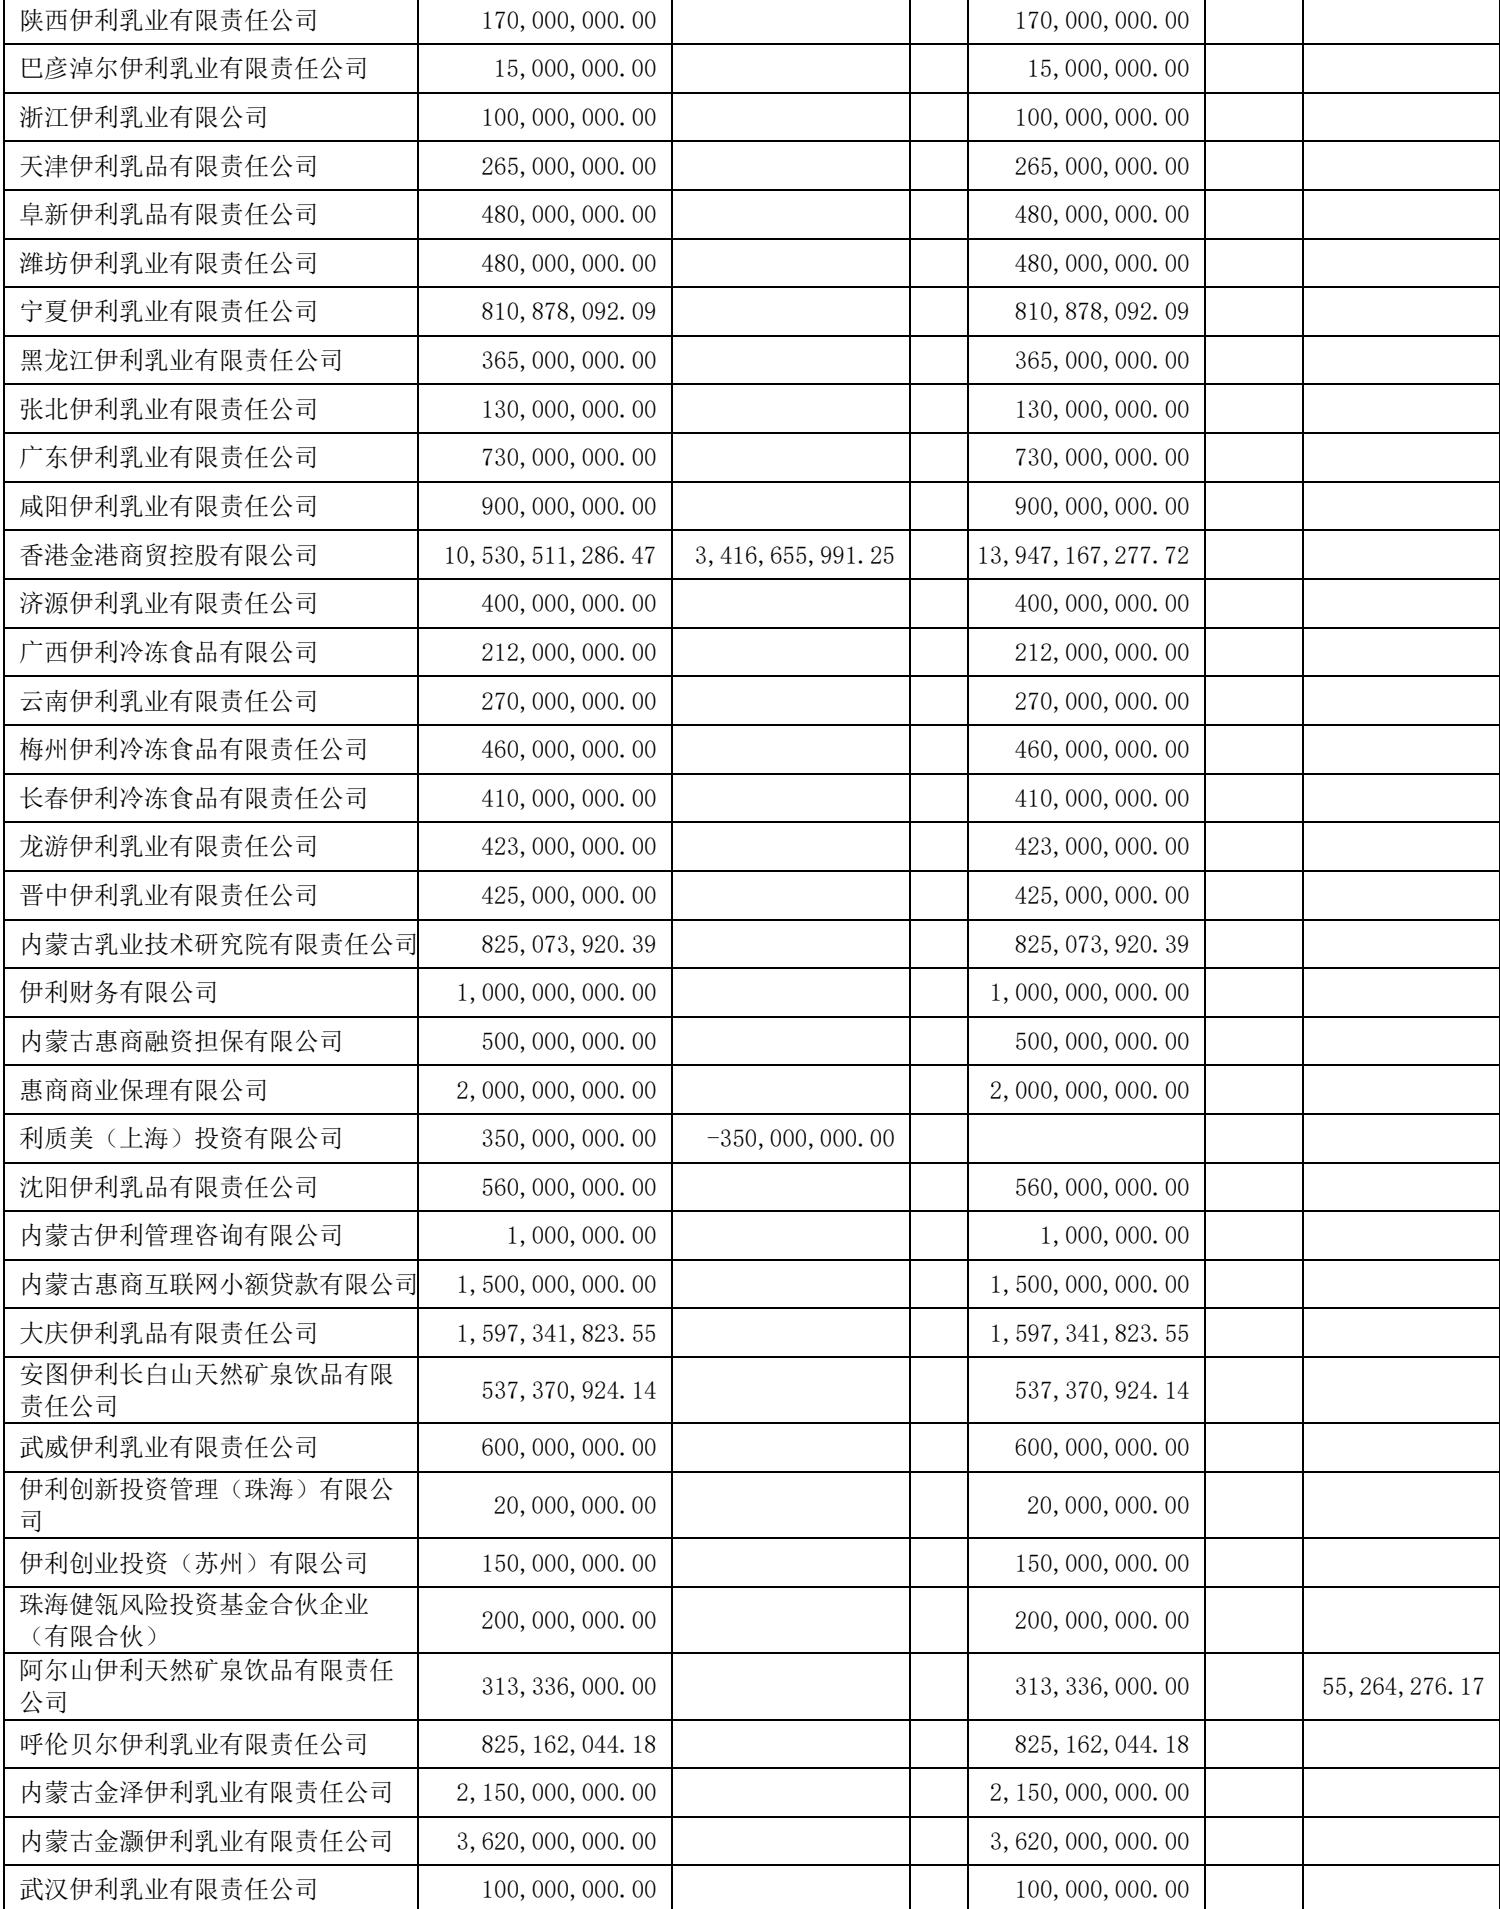 陕西伊利乳业有限责任公司 170,000,000.00 170,000,000.00
巴彦淖尔伊利乳业有限责任公司 15,000,000.00 15,000,000.00
浙江伊利乳业有限公司 100,000,000.00 100,000,000.00
天津伊利乳品有限责任公司 265,000,000.00 265,000,000.00
阜新伊利乳品有限责任公司 480,000,000.00 480,000,000.00
潍坊伊利乳业有限责任公司 480,000,000.00 480,000,000.00
宁夏伊利乳业有限责任公司 810,878,092.09 810,878,092.09
黑龙江伊利乳业有限责任公司 365,000,000.00 365,000,000.00
张北伊利乳业有限责任公司 130,000,000.00 130,000,000.00
广东伊利乳业有限责任公司 730,000,000.00 730,000,000.00
咸阳伊利乳业有限责任公司 900,000,000.00 900,000,000.00
香港金港商贸控股有限公司 10,530,511,286.47 3,416,655,991.25 13,947,167,277.72
济源伊利乳业有限责任公司 400,000,000.00 400,000,000.00
广西伊利冷冻食品有限公司 212,000,000.00 212,000,000.00
云南伊利乳业有限责任公司 270,000,000.00 270,000,000.00
梅州伊利冷冻食品有限责任公司 460,000,000.00 460,000,000.00
长春伊利冷冻食品有限责任公司 410,000,000.00 410,000,000.00
龙游伊利乳业有限责任公司 423,000,000.00 423,000,000.00
晋中伊利乳业有限责任公司 425,000,000.00 425,000,000.00
内蒙古乳业技术研究院有限责任公司 825,073,920.39 825,073,920.39
伊利财务有限公司 1,000,000,000.00 1,000,000,000.00
内蒙古惠商融资担保有限公司 500,000,000.00 500,000,000.00
惠商商业保理有限公司 2,000,000,000.00 2,000,000,000.00
利质美（上海）投资有限公司 350,000,000.00 -350,000,000.00
沈阳伊利乳品有限责任公司 560,000,000.00 560,000,000.00
内蒙古伊利管理咨询有限公司 1,000,000.00 1,000,000.00
内蒙古惠商互联网小额贷款有限公司 1,500,000,000.00 1,500,000,000.00
大庆伊利乳品有限责任公司 1,597,341,823.55 1,597,341,823.55
安图伊利长白山天然矿泉饮品有限
责任公司 537,370,924.14 537,370,924.14
武威伊利乳业有限责任公司 600,000,000.00 600,000,000.00
伊利创新投资管理（珠海）有限公
司 20,000,000.00 20,000,000.00
伊利创业投资（苏州）有限公司 150,000,000.00 150,000,000.00
珠海健瓴风险投资基金合伙企业
（有限合伙） 200,000,000.00 200,000,000.00
阿尔山伊利天然矿泉饮品有限责任
公司 313,336,000.00 313,336,000.00 55,264,276.17
呼伦贝尔伊利乳业有限责任公司 825,162,044.18 825,162,044.18
内蒙古金泽伊利乳业有限责任公司 2,150,000,000.00 2,150,000,000.00
内蒙古金灏伊利乳业有限责任公司 3,620,000,000.00 3,620,000,000.00
武汉伊利乳业有限责任公司 100,000,000.00 100,000,000.00